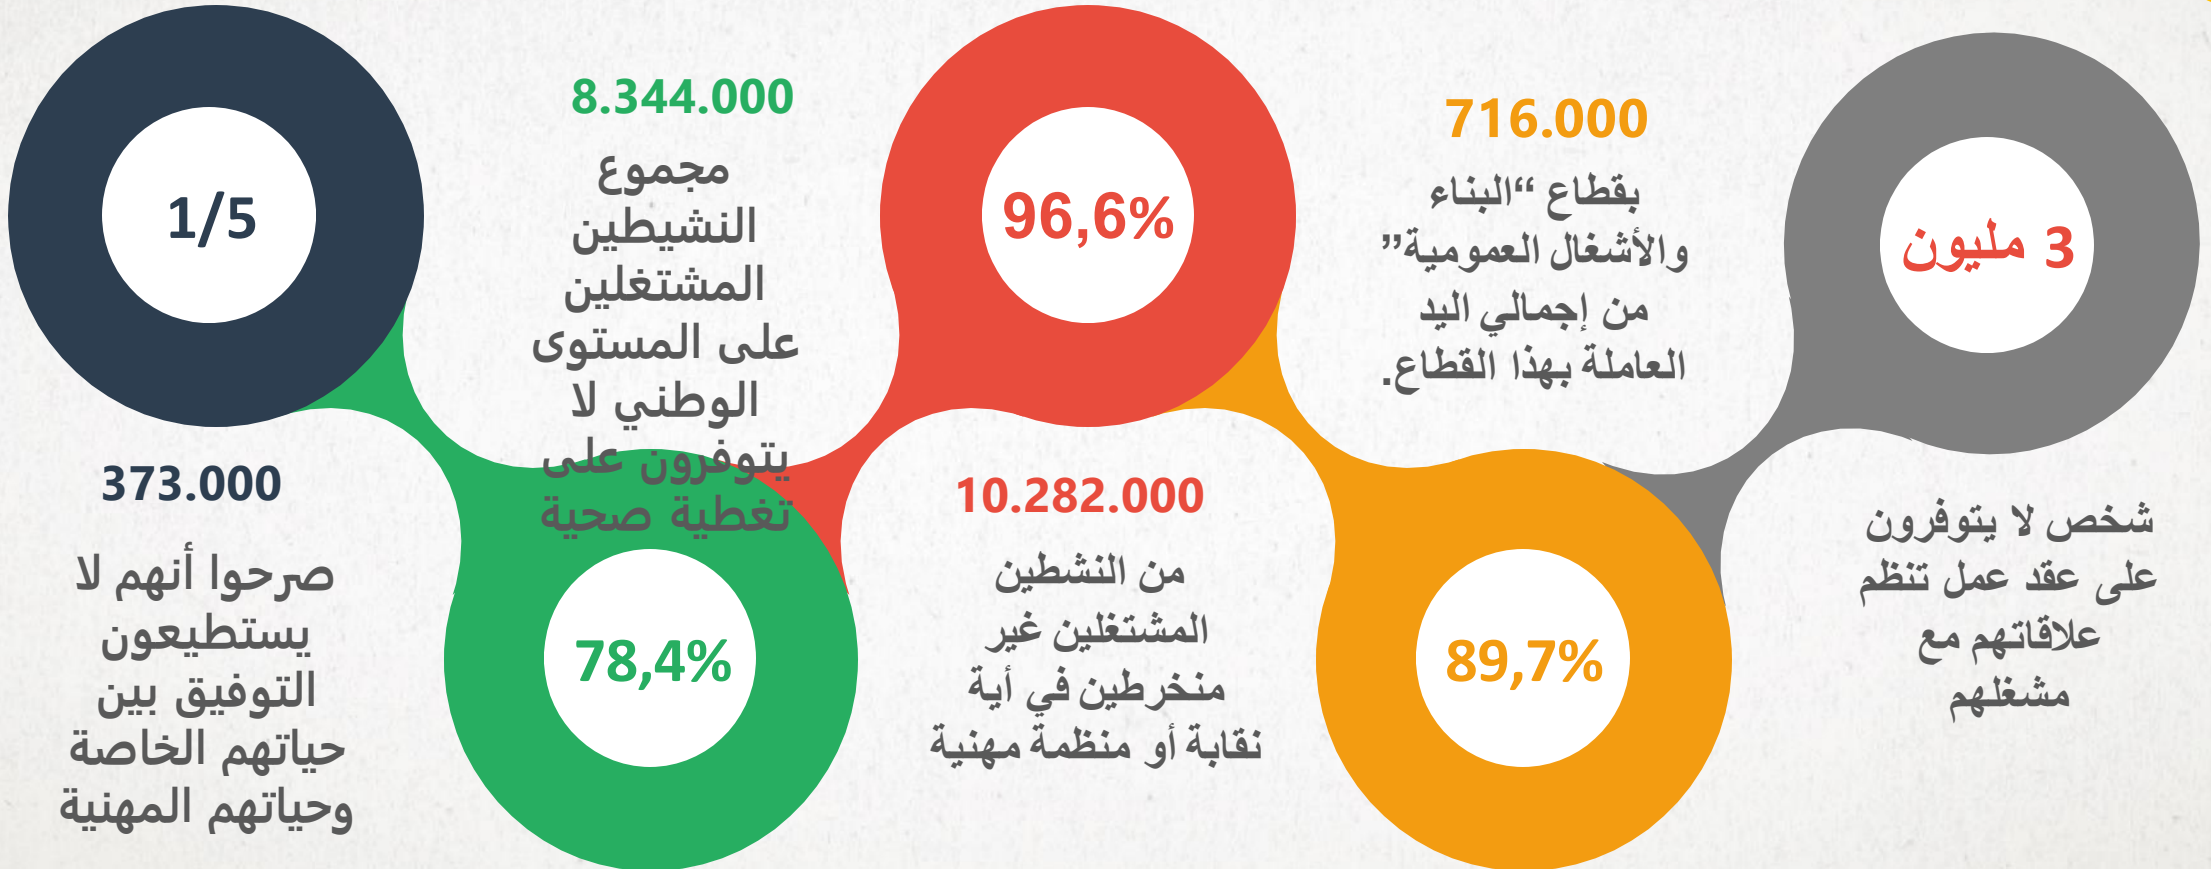 1/5
373.000
صرحوا أنهم لا
يستطيعون
التوفيق بين
حياتهم الخاصة
وحياتهم المهنية
8.344.000
مجموع
النشيطين
المشتغلين
على المستوى
الوطني لا
يتوفرون على
تغطية صحية
78,4%
96,6%
10.282.000
من النشطين
المشتغلين غير
منخرطين في أية
نقابة أو منظمة مهنية
716.000
بقطاع “البناء
والأشغال العمومية”
من إجمالي اليد
العاملة بهذا القطاع.
89,7%
3 مليون
شخص لا يتوفرون
على عقد عمل تنظم
علاقاتهم مع
مشغلهم